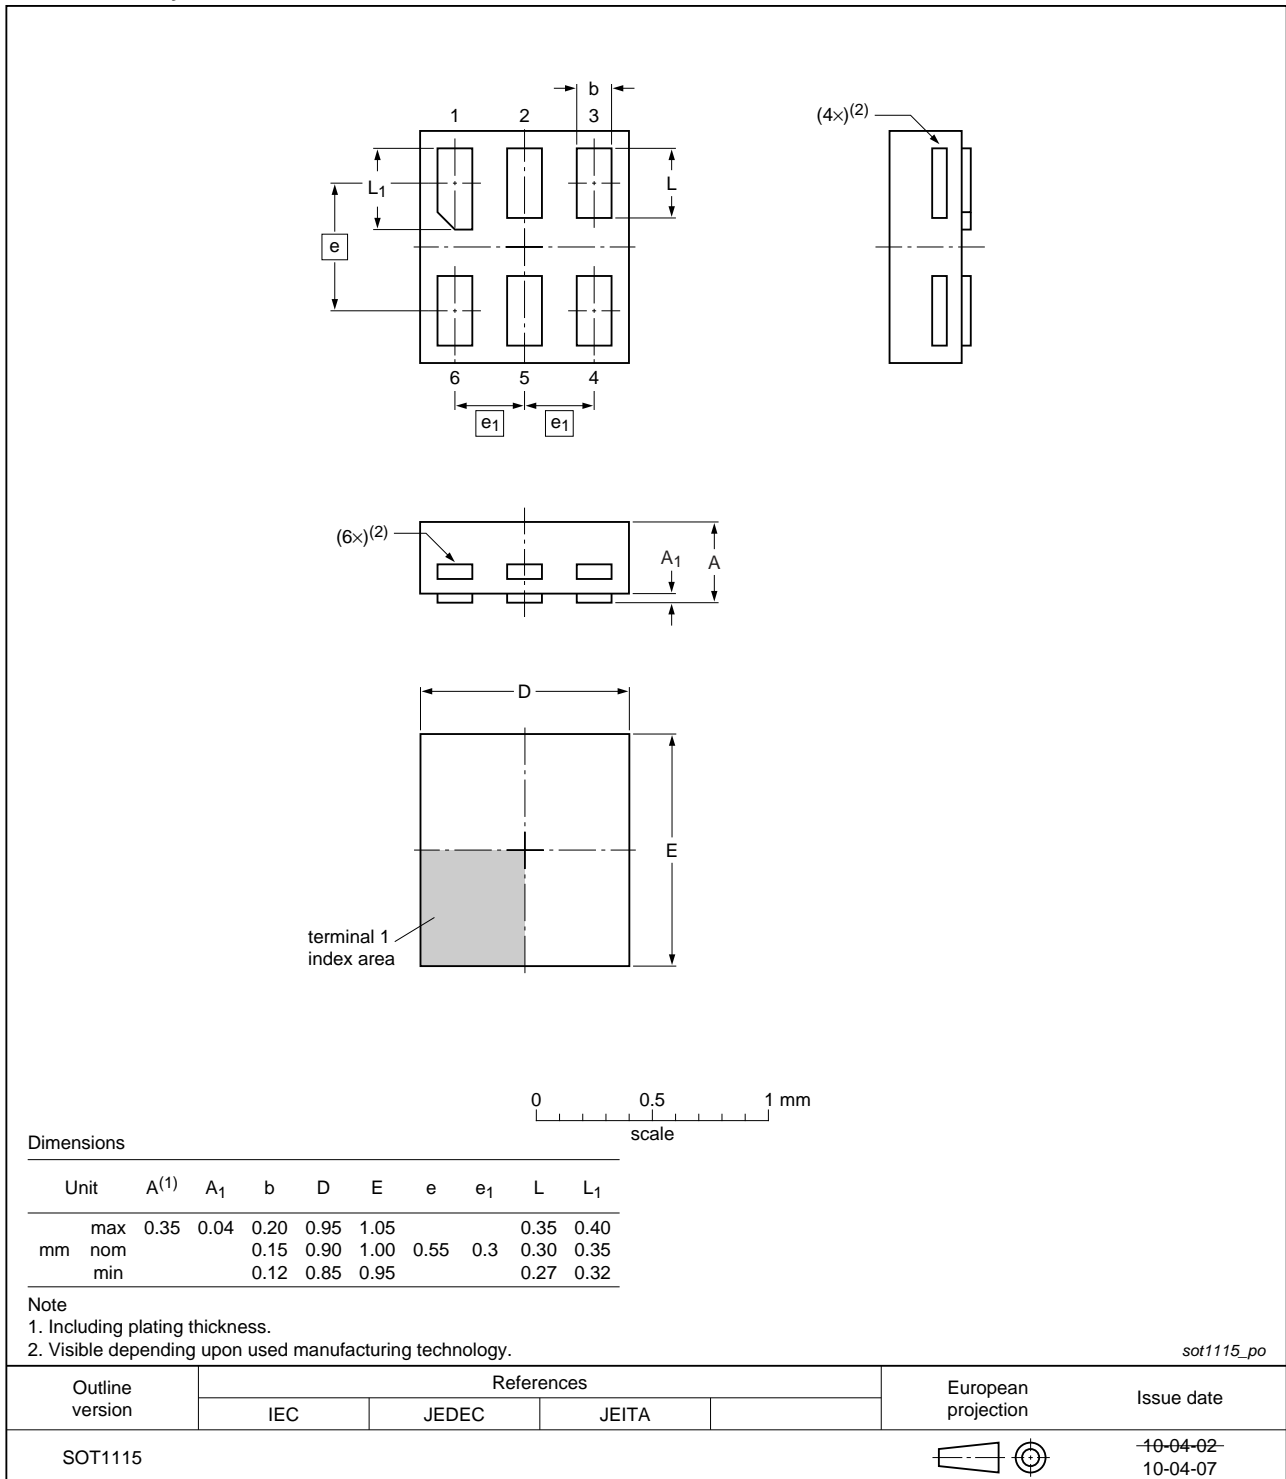 b
1 2 3
(4×)(2)
L1
L
e
6 5 4
e1 e1
(6×)(2)
A1 A
D
E
terminal 1
index area
0 0.5 1 mm
scale
Dimensions
Unit A(1) A1 b D E e e1 L L1
max 0.35 0.04 0.20 0.95 1.05 0.35 0.40
mm nom 0.15 0.90 1.00 0.55 0.3 0.30 0.35
min 0.12 0.85 0.95 0.27 0.32
Note
1. Including plating thickness.
2. Visible depending upon used manufacturing technology.
sot1115_po
Outline version References European projection Issue date
IEC JEDEC JEITA
SOT1115 10-04-02
10-04-07